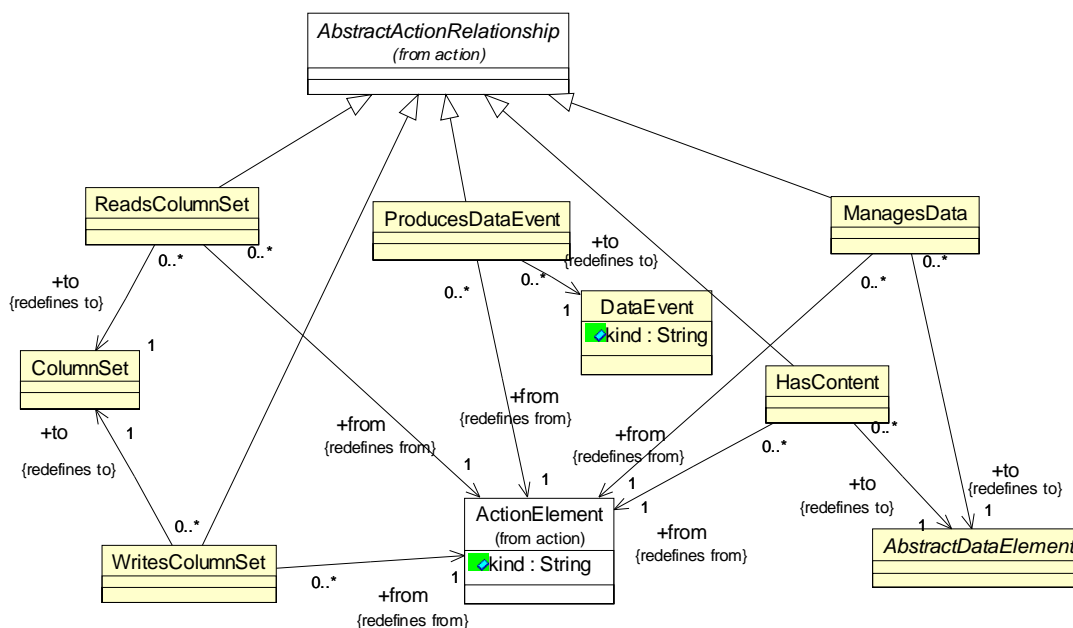 AbstractActionRelationship
(from action)
ReadsColumnSet
ProducesDataEvent
ManagesData
0..*
0..*
+to
{redefines to}
0..*
0..*
+to
{redefines to}
0..*
0..*
1
DataEvent
kind : String
1
ColumnSet
HasContent
+to
{redefines to}
1
+from
{redefines from}
+from
{redefines from}
+from
{redefines from}
0..*
0..*
1
1
1
1
+to
{redefines to}
+to
{redefines to}
1
1
ActionElement
(from action)
kind : String
+from
{redefines from}
0..*
WritesColumnSet
0..*
1
+from
{redefines from}
AbstractDataElement